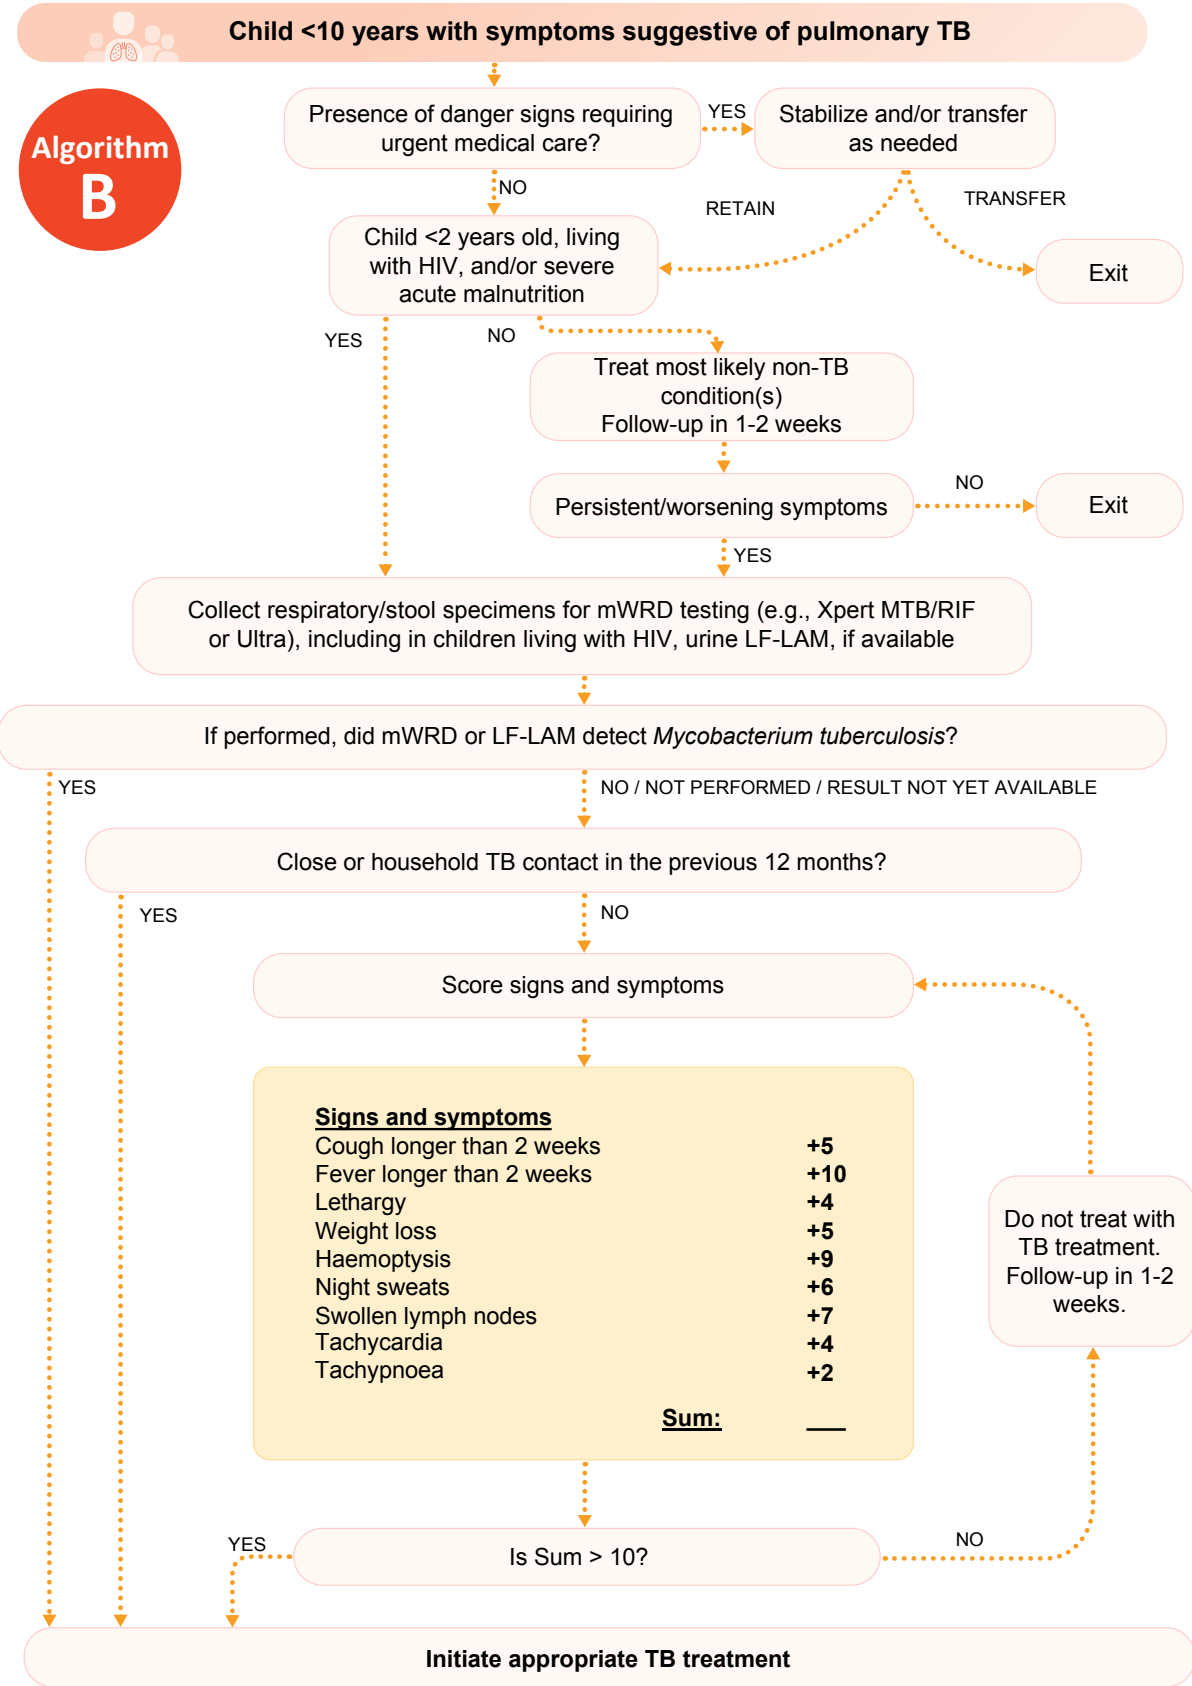 Child <10 years with symptoms suggestive of pulmonary TB
Algorithm
B
Presence of danger signs requiring
urgent medical care?
YES
Stabilize and/or transfer
as needed
NO
RETAIN
TRANSFER
Child <2 years old, living
with HIV, and/or severe
acute malnutrition
Exit
YES
NO
Treat most likely non-TB
condition(s)
Follow-up in 1-2 weeks
Persistent/worsening symptoms
NO
Exit
YES
Collect respiratory/stool specimens for mWRD testing (e.g., Xpert MTB/RIF
or Ultra), including in children living with HIV, urine LF-LAM, if available
If performed, did mWRD or LF-LAM detect Mycobacterium tuberculosis?
YES
NO / NOT PERFORMED / RESULT NOT YET AVAILABLE
Close or household TB contact in the previous 12 months?
YES
NO
Score signs and symptoms
Signs and symptoms
Cough longer than 2 weeks +5
Fever longer than 2 weeks +10
Lethargy +4
Weight loss +5
Haemoptysis +9
Night sweats +6
Swollen lymph nodes +7
Tachycardia +4
Tachypnoea +2
Sum: ___
Do not treat with
TB treatment.
Follow-up in 1-2
weeks.
Is Sum > 10?
YES
NO
Initiate appropriate TB treatment